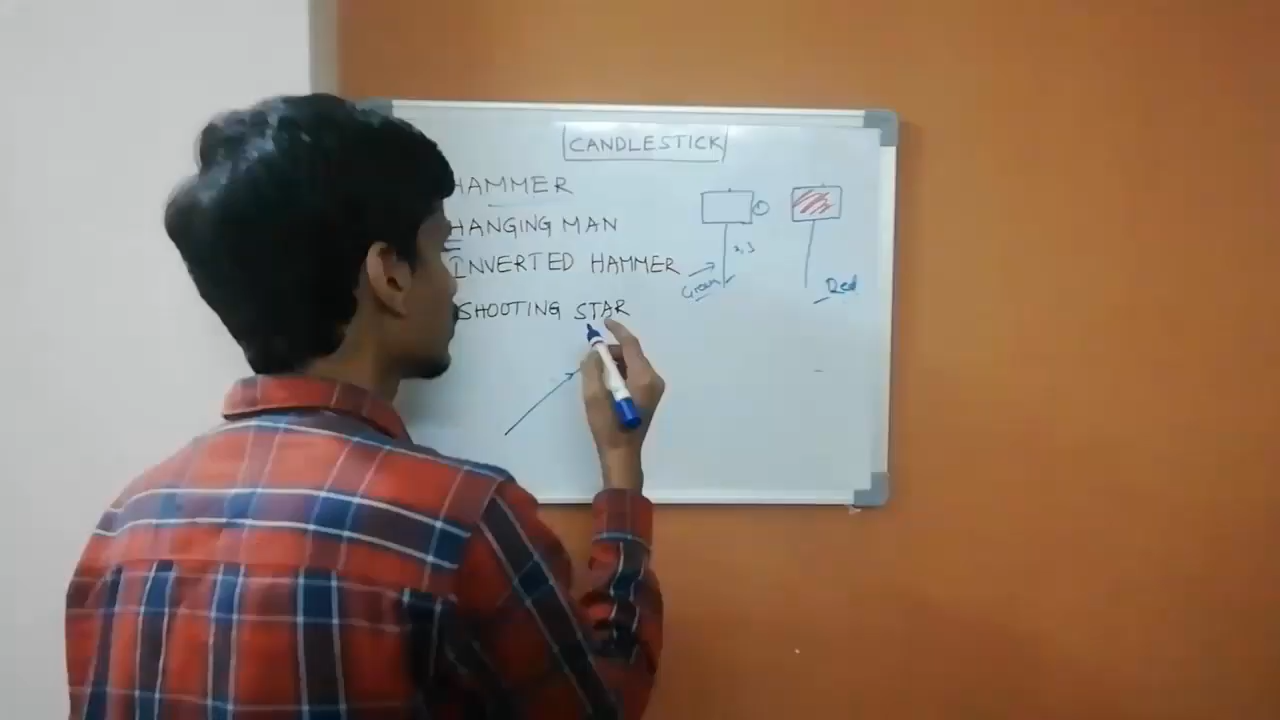 CANDLESTICK
HAMMER
HANGING MAN
INVERTED HAMMER
SHOOTING STAR
Green
Red